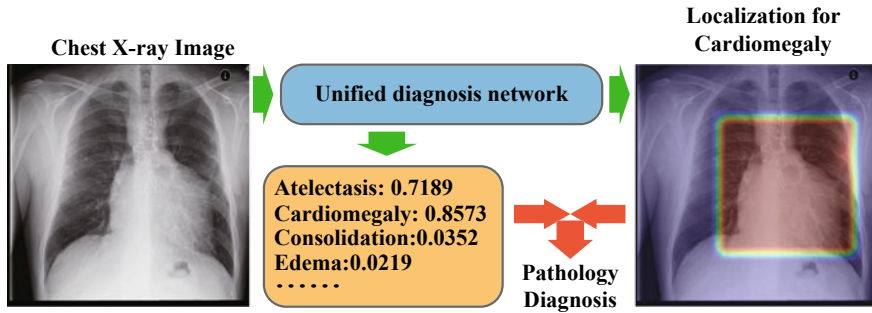 Chest X-ray Image
Unified diagnosis network
Localization for
Cardiomegaly
Atelectasis: 0.7189
Cardiomegaly: 0.8573
Consolidation:0.0352
Edema:0.0219
......
Pathology
Diagnosis